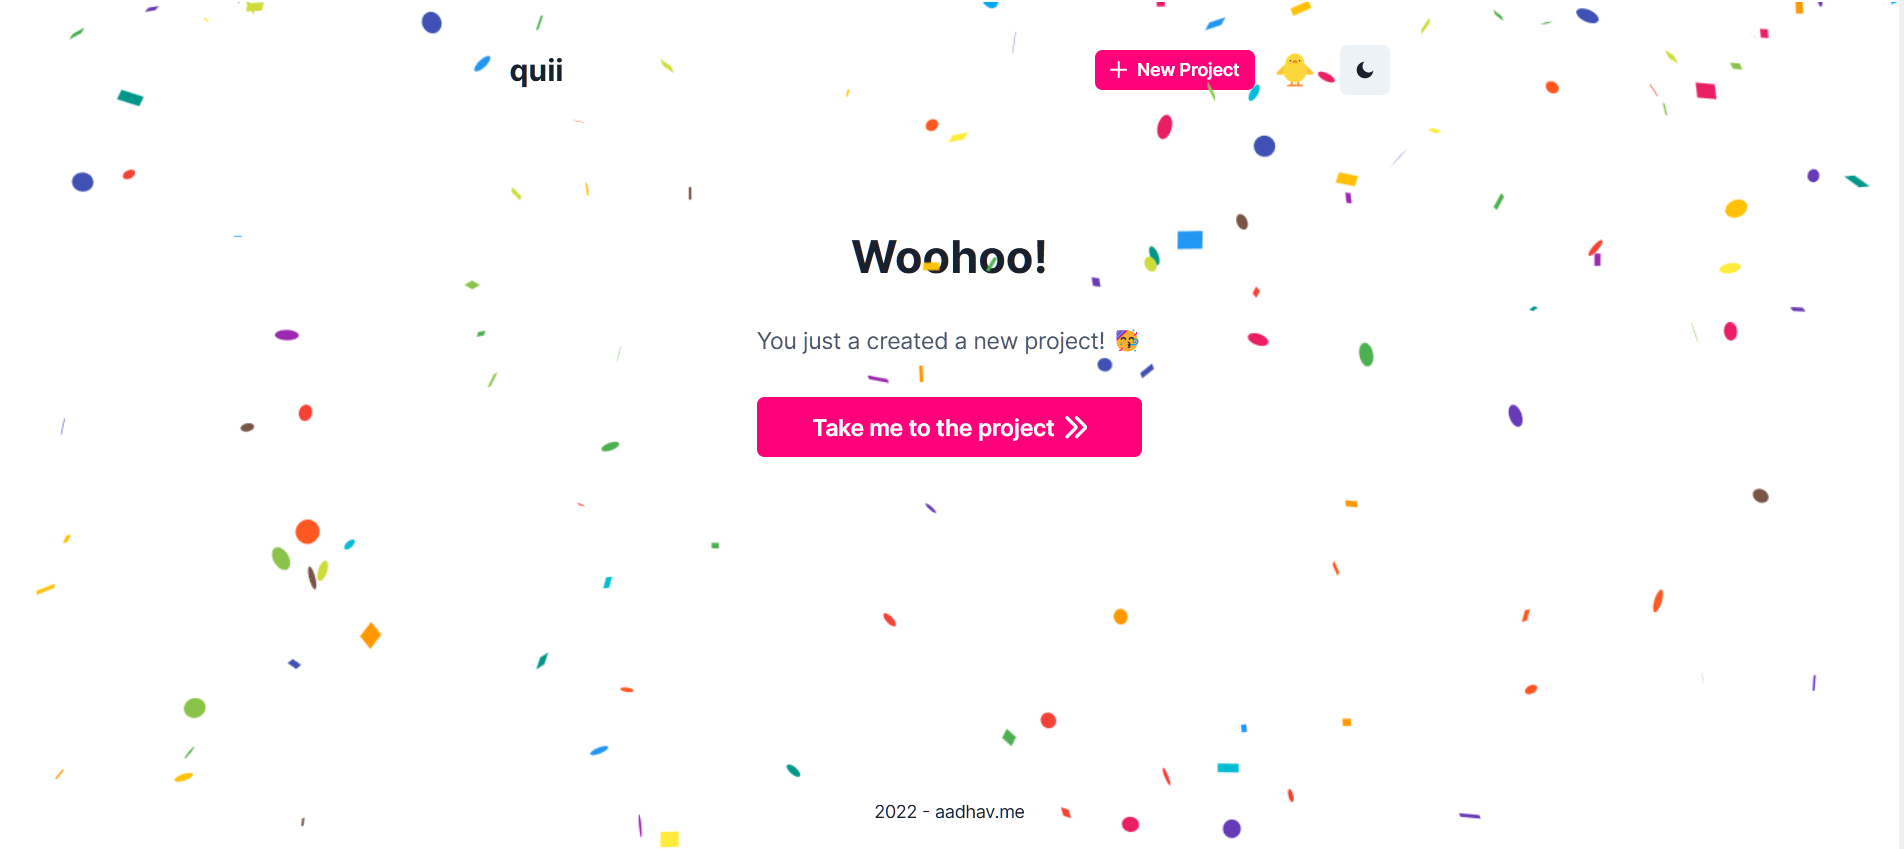 quii
New Project
Woohoo!
You just a created a new project! 🥳
Take me to the project
2022 - aadhav.me